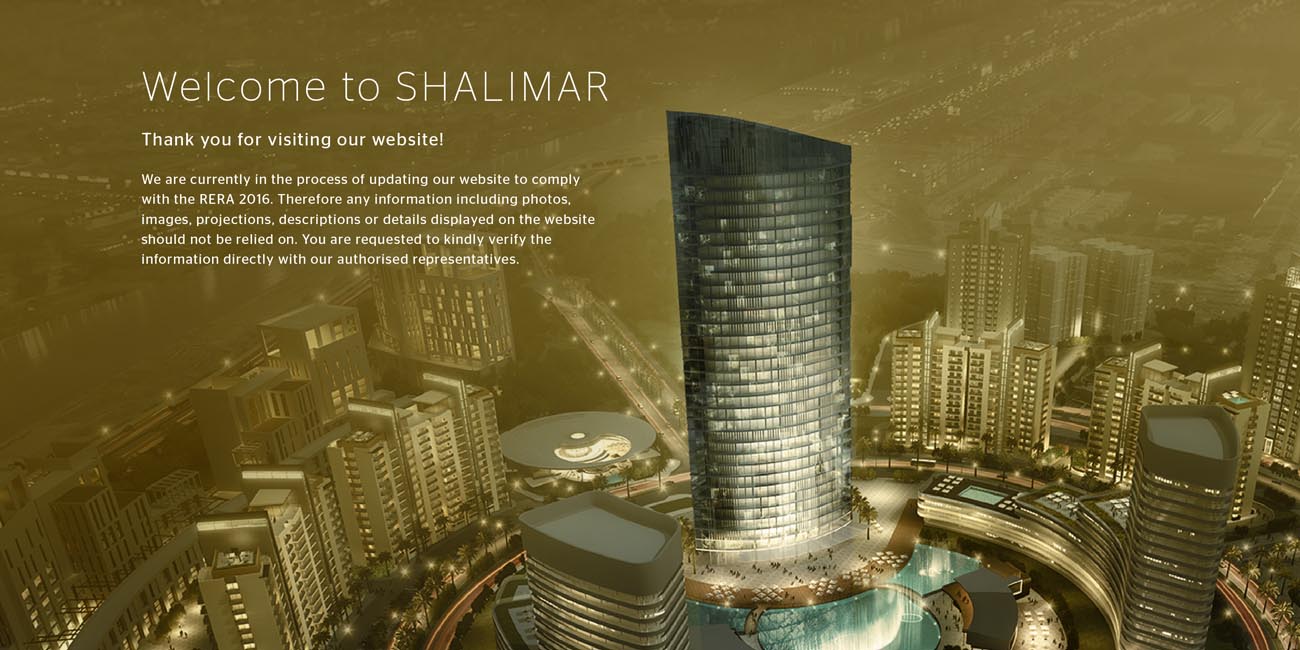 Welcome to SHALIMAR
Thank you for visiting our website!
We are currently in the process of updating our website to comply
with the RERA 2016. Therefore any information including photos,
images, projections, descriptions or details displayed on the website
should not be relied on. You are requested to kindly verify the
information directly with our authorised representatives.